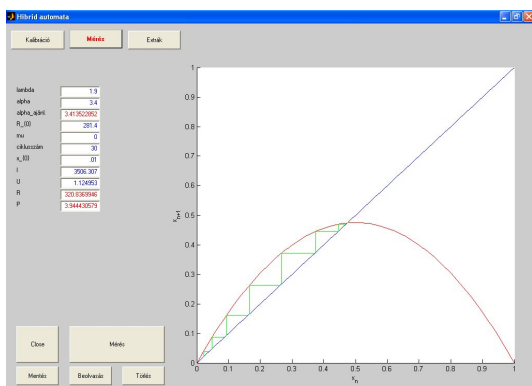 Hibrid automata
Kalibráció
Mérés
Extrák
lambda 1.9
alpha 3.4
alpha_ajánl. 3.413522852
R_{0} 281.4
mu 0
ciklusszám 30
x_{0} .01
I 3506.307
U 1.124953
R 320.8369946
P 3.944430579
Close
Mérés
Mentés
Beolvasás
Törlés
1
0.9
0.8
0.7
0.6
0.5
0.4
0.3
0.2
0.1
0
x_{n+1}
0 0.1 0.2 0.3 0.4 0.5 0.6 0.7 0.8 0.9 1
x_n